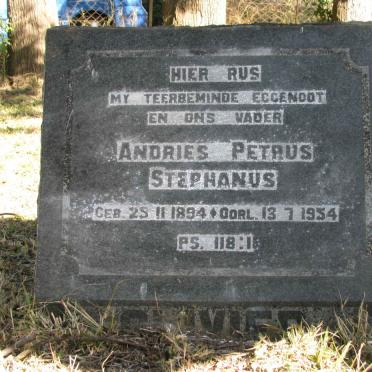 HIER RUS
MY TEERBEMINDE EGGENOOT
EN ONS VADER
ANDRIES PETRUS
STEPHANUS
GEB. 25 11 1894 ♦ OORL. 13 7 1954
PS. 118:1